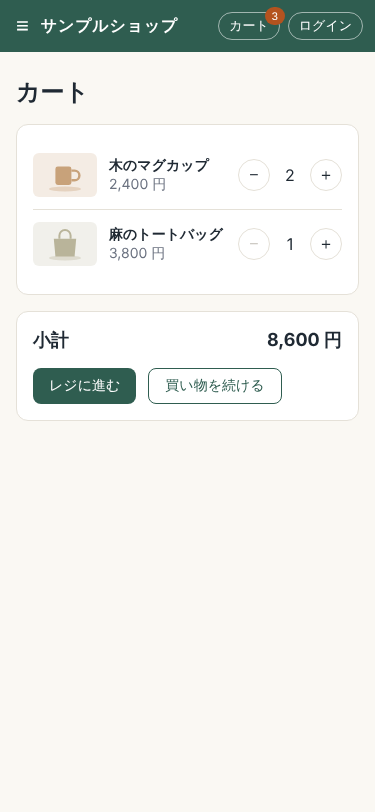 ≡ サンプルショップ カート 3 ログイン
カート
木のマグカップ
2,400 円
− 2 +
麻のトートバッグ
3,800 円
− 1 +
小計 8,600 円
レジに進む 買い物を続ける